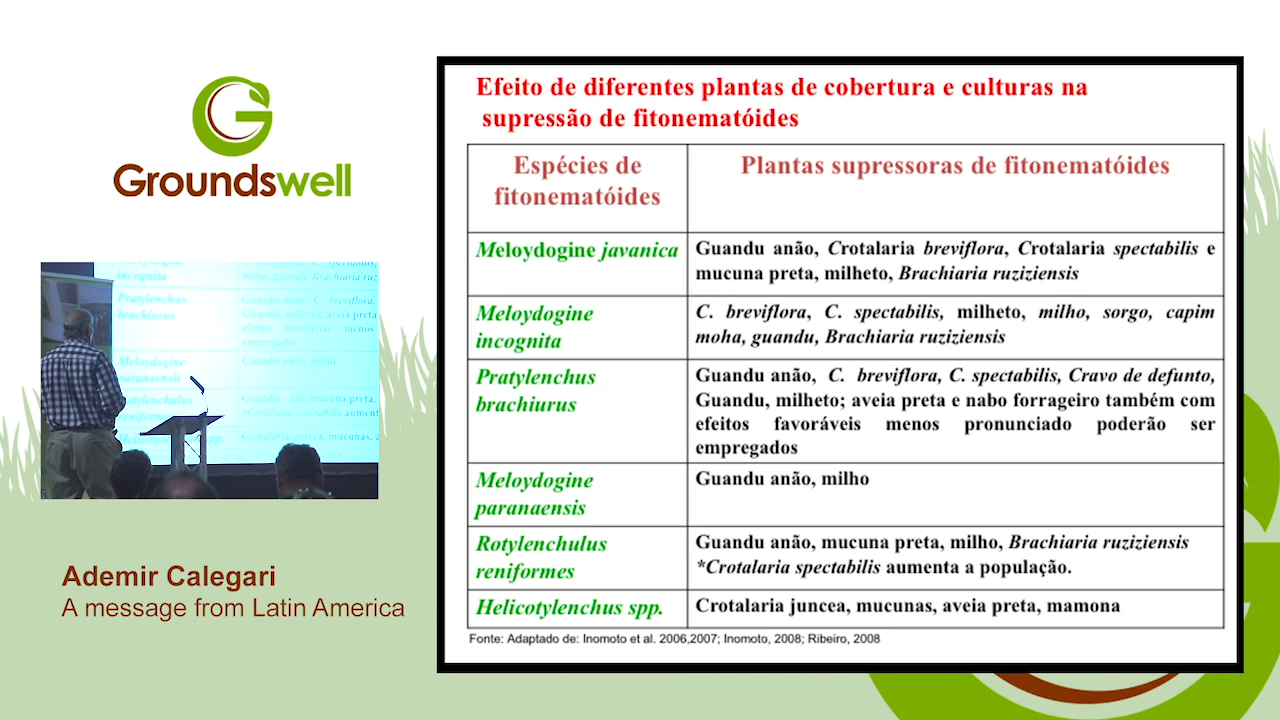 Groundswell
Ademir Calegari
A message from Latin America
Efeito de diferentes plantas de cobertura e culturas na
supressão de fitonematóides
Espécies de
fitonematóides
Plantas supressoras de fitonematóides
Meloydogine javanica
Guandu anão, Crotalaria breviflora, Crotalaria spectabilis e
mucuna preta, milheto, Brachiaria ruziziensis
Meloydogine
incognita
C. breviflora, C. spectabilis, milheto, milho, sorgo, capim
moha, guandu, Brachiaria ruziziensis
Pratylenchus
brachiurus
Guandu anão, C. breviflora, C. spectabilis, Cravo de defunto,
Guandu, milheto; aveia preta e nabo forrageiro também com
efeitos favoráveis menos pronunciado poderão ser
empregados
Meloydogine
paranaensis
Guandu anão, milho
Rotylenchulus
reniformes
Guandu anão, mucuna preta, milho, Brachiaria ruziziensis
*Crotalaria spectabilis aumenta a população.
Helicotylenchus spp.
Crotalaria juncea, mucunas, aveia preta, mamona
Fonte: Adaptado de: Inomoto et al. 2006,2007; Inomoto, 2008; Ribeiro, 2008